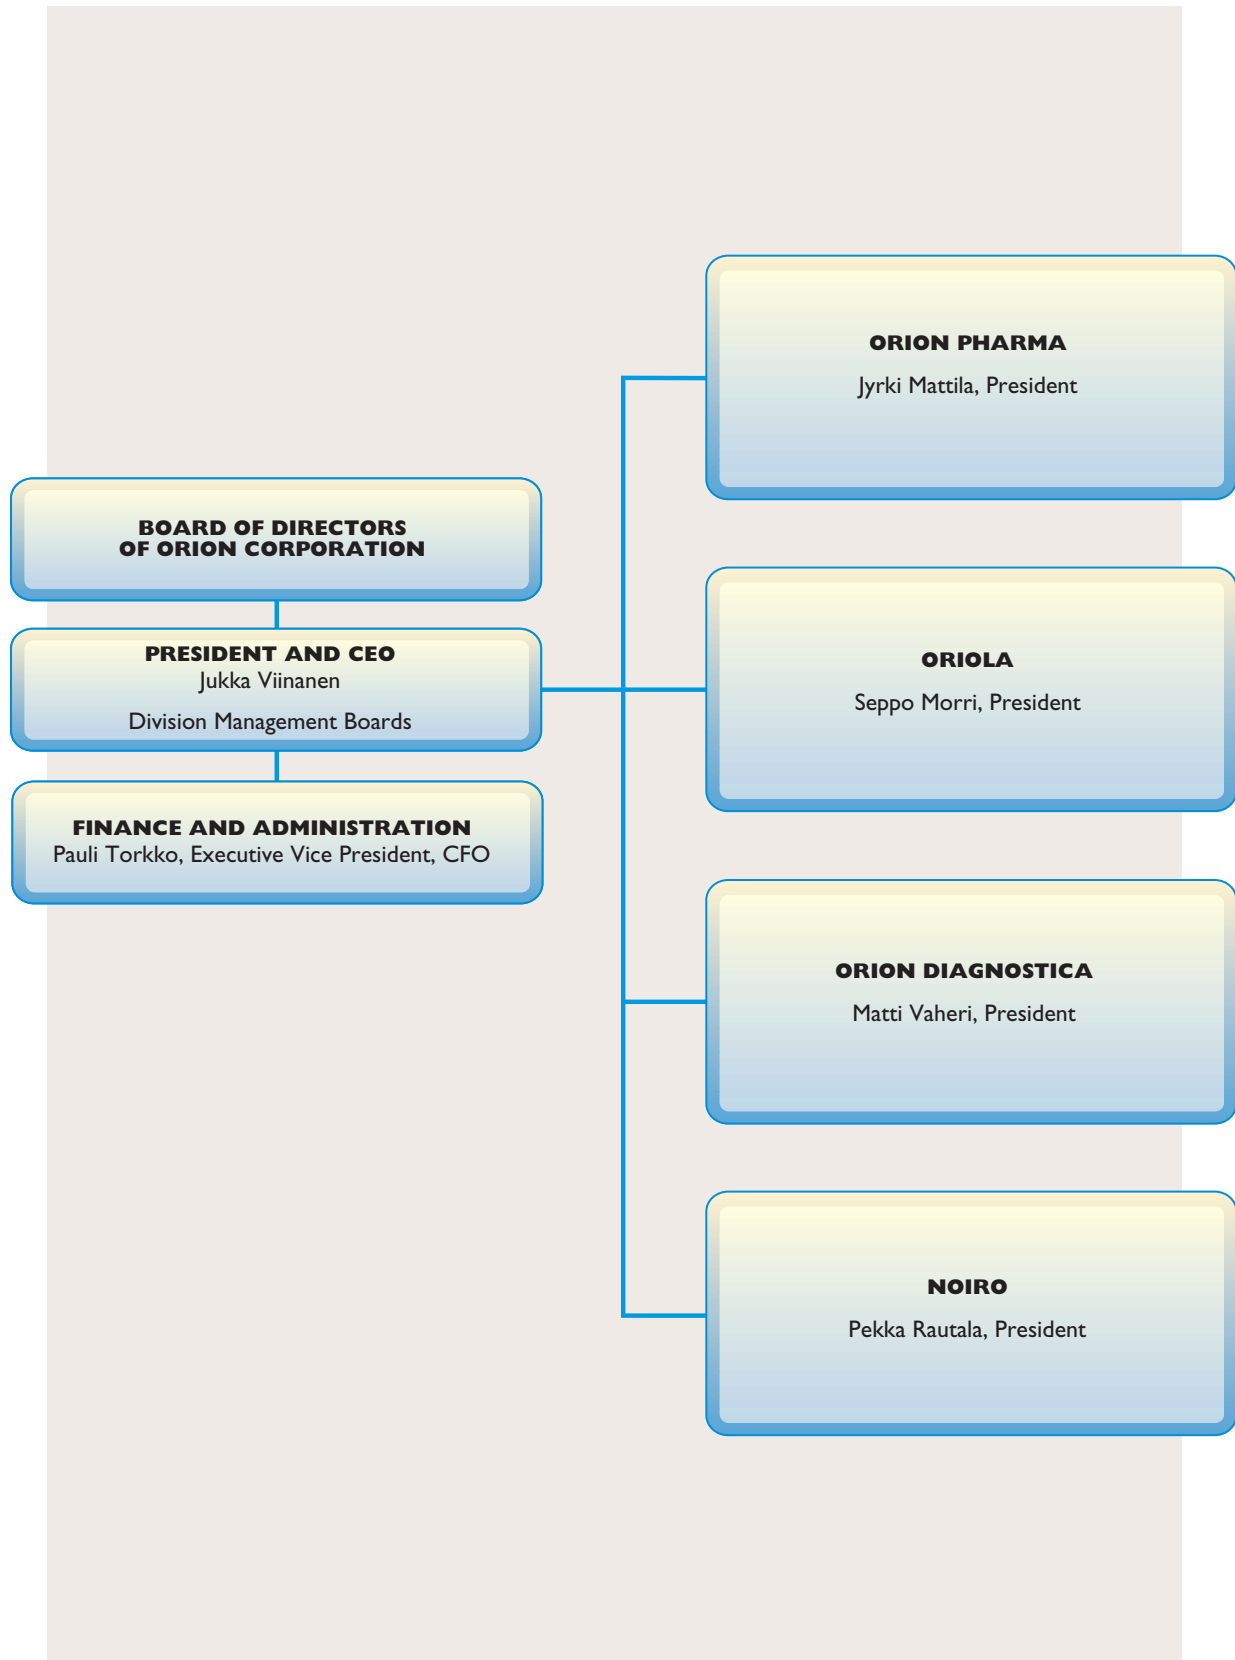 BOARD OF DIRECTORS
OF ORION CORPORATION
PRESIDENT AND CEO
Jukka Viinanen
Division Management Boards
FINANCE AND ADMINISTRATION
Pauli Torkko, Executive Vice President, CFO
ORION PHARMA
Jyrki Mattila, President
ORIOLA
Seppo Morri, President
ORION DIAGNOSTICA
Matti Vaheri, President
NOIRO
Pekka Rautala, President